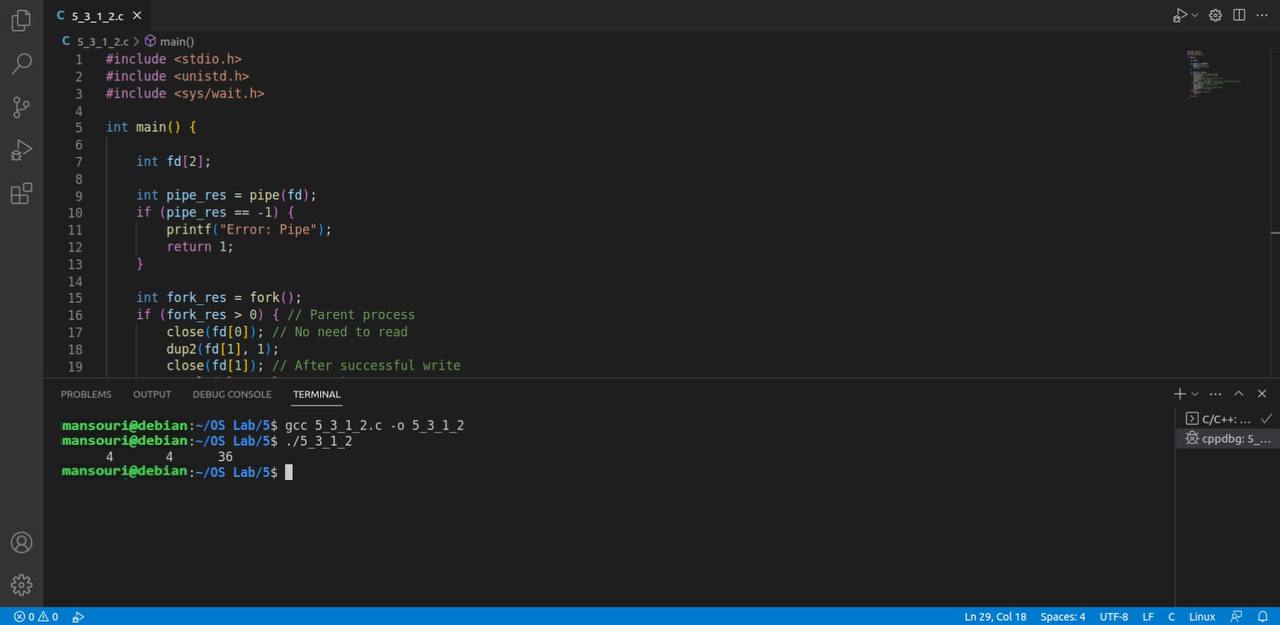 C 5_3_1_2.c ×
C 5_3_1_2.c > main()
1 #include <stdio.h>
2 #include <unistd.h>
3 #include <sys/wait.h>
4
5 int main() {
6
7     int fd[2];
8
9     int pipe_res = pipe(fd);
10     if (pipe_res == -1) {
11         printf("Error: Pipe");
12         return 1;
13     }
14
15     int fork_res = fork();
16     if (fork_res > 0) { // Parent process
17         close(fd[0]); // No need to read
18         dup2(fd[1], 1);
19         close(fd[1]); // After successful write
PROBLEMS OUTPUT DEBUG CONSOLE TERMINAL
mansouri@debian:~/OS Lab/5$ gcc 5_3_1_2.c -o 5_3_1_2
mansouri@debian:~/OS Lab/5$ ./5_3_1_2
4 4 36
mansouri@debian:~/OS Lab/5$
C/C++: ...
cppdbg: 5_...
0 0 Ln 29, Col 18 Spaces: 4 UTF-8 LF C Linux